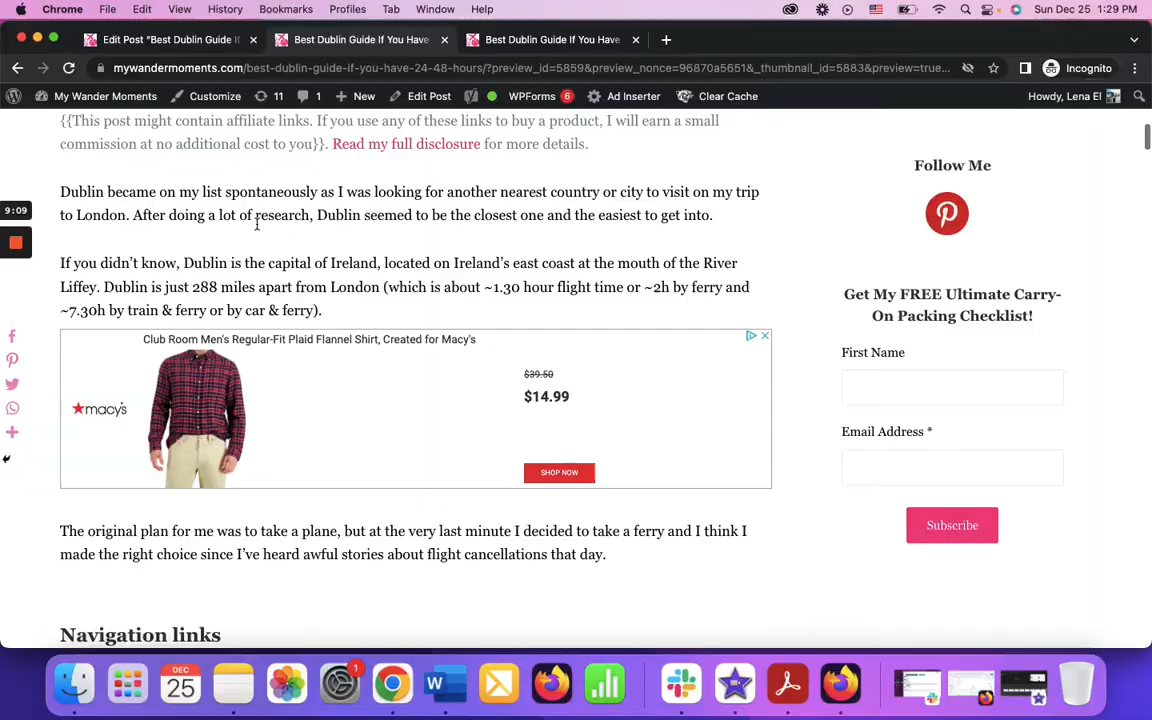 Chrome File Edit View History Bookmarks Profiles Tab Window Help Sun Dec 25 1:29 PM
Edit Post “Best Dublin Guide If Best Dublin Guide If You Have Best Dublin Guide If You Have
mywandermoments.com/best-dublin-guide-if-you-have-24-48-hours/?preview_id=5859&preview_nonce=96870a5651&_thumbnail_id=5883&preview=true... Incognito
My Wander Moments Customize 11 1 New Edit Post WPForms 6 Ad Inserter Clear Cache Howdy, Lena El
{{This post might contain affiliate links. If you use any of these links to buy a product, I will earn a small
commission at no additional cost to you}}. Read my full disclosure for more details.
Dublin became on my list spontaneously as I was looking for another nearest country or city to visit on my trip
to London. After doing a lot of research, Dublin seemed to be the closest one and the easiest to get into.
If you didn’t know, Dublin is the capital of Ireland, located on Ireland’s east coast at the mouth of the River
Liffey. Dublin is just 288 miles apart from London (which is about ~1.30 hour flight time or ~2h by ferry and
~7.30h by train & ferry or by car & ferry).
Club Room Men's Regular-Fit Plaid Flannel Shirt, Created for Macy's
$39.50
$14.99
macy's
SHOP NOW
The original plan for me was to take a plane, but at the very last minute I decided to take a ferry and I think I
made the right choice since I’ve heard awful stories about flight cancellations that day.
Navigation links
Follow Me
Get My FREE Ultimate Carry-
On Packing Checklist!
First Name
Email Address *
Subscribe
9:09
DEC
25
1
W